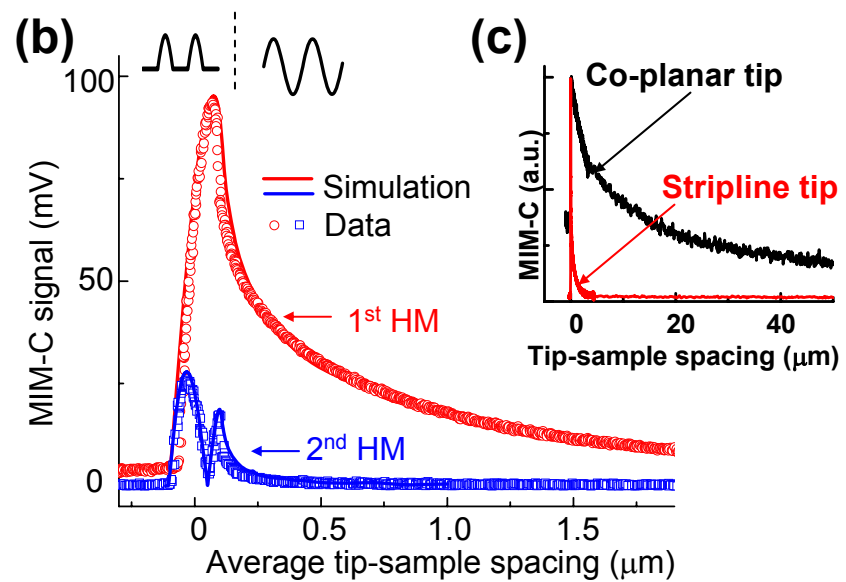 (b)
100
50
0
MIM-C signal (mV)
Simulation
Data
1st HM
2nd HM
0
0.5
1.0
1.5
Average tip-sample spacing (μm)
(c)
Co-planar tip
Stripline tip
MIM-C (a.u.)
0
20
40
Tip-sample spacing (μm)